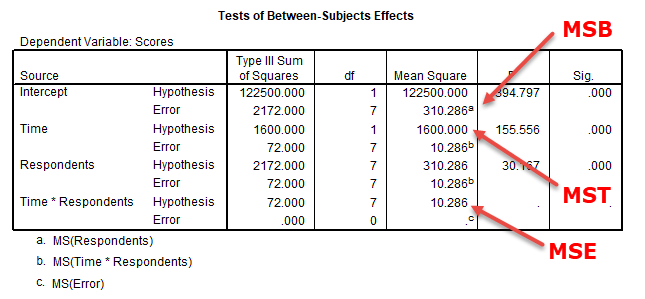 Tests of Between-Subjects Effects
MSB
Dependent Variable: Scores
Source Type III Sum of Squares df Mean Square Sig.
Intercept Hypothesis 122500.000 1 122500.000 394.797 .000
Error 2172.000 7 310.286a
Time Hypothesis 1600.000 1 1600.000 155.556 .000
Error 72.000 7 10.286b
Respondents Hypothesis 2172.000 7 310.286 30.167 .000
Error 72.000 7 10.286b
MST
Time * Respondents Hypothesis 72.000 7 10.286 . .
Error .000 0 .c
a. MS(Respondents)
MSE
b. MS(Time * Respondents)
c. MS(Error)